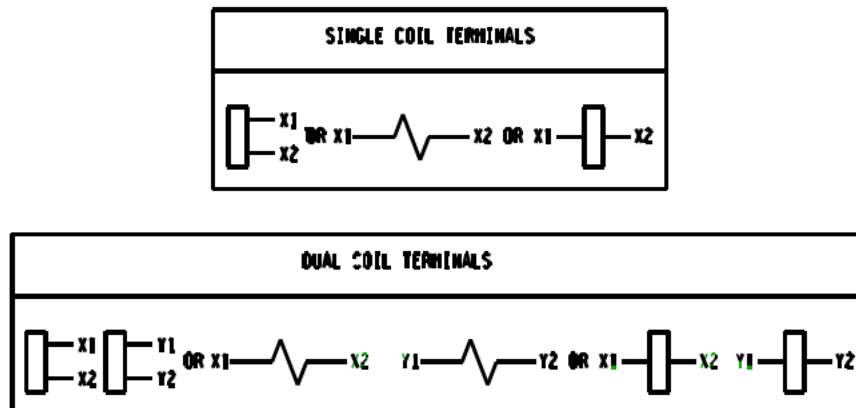 SINGLE COIL TERMINALS
X1
X2
OR X1 X2 OR X1 X2
DUAL COIL TERMINALS
X1 Y1
X2 Y2
OR X1 X2 Y1 Y2 OR X1 X2 Y1 Y2